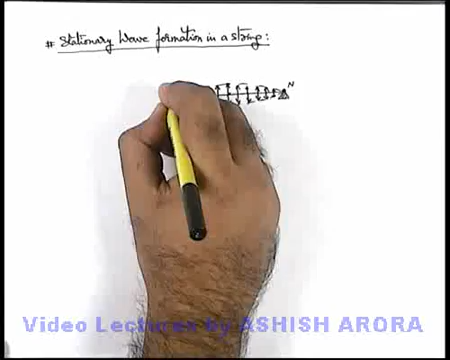 # Stationary Wave formation in a string :
N
Video Lectures by ASHISH ARORA